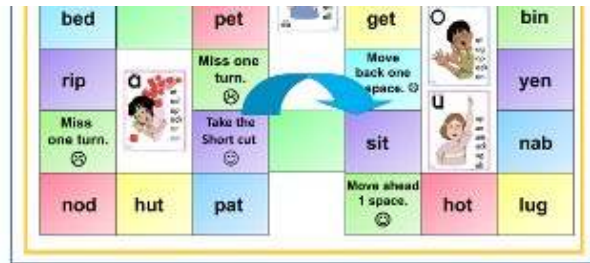 bed
pet
get
o
bin
rip
a
Miss one
turn.
Move
back one
space.
yen
Miss
one turn.
Take the
Short cut
sit
u
nab
nod
hut
pat
Move ahead
1 space.
hot
lug